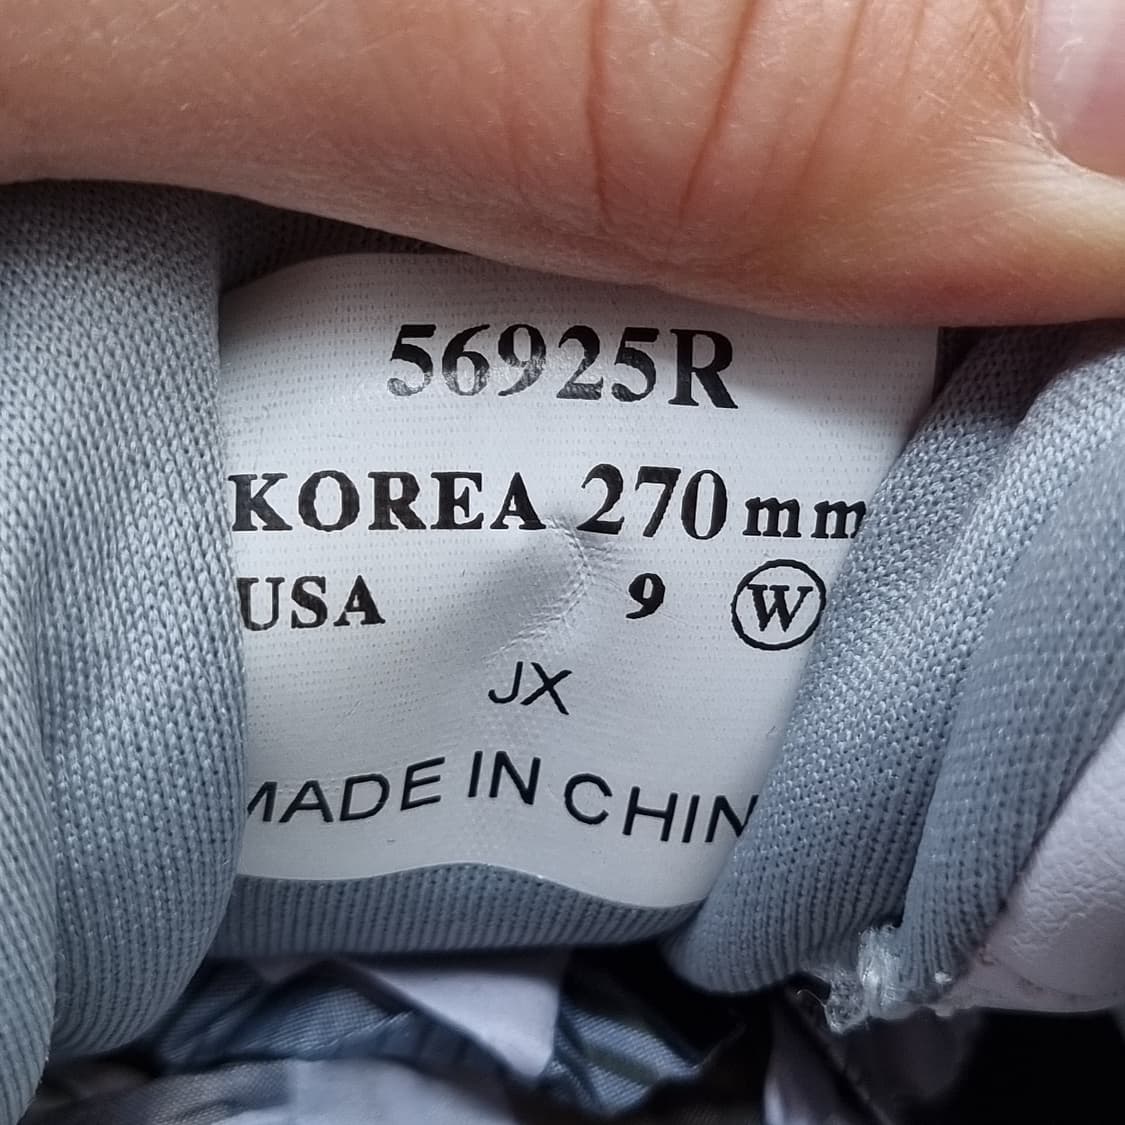 56925R
KOREA 270mm
USA 9 W
JX
MADE IN CHIN